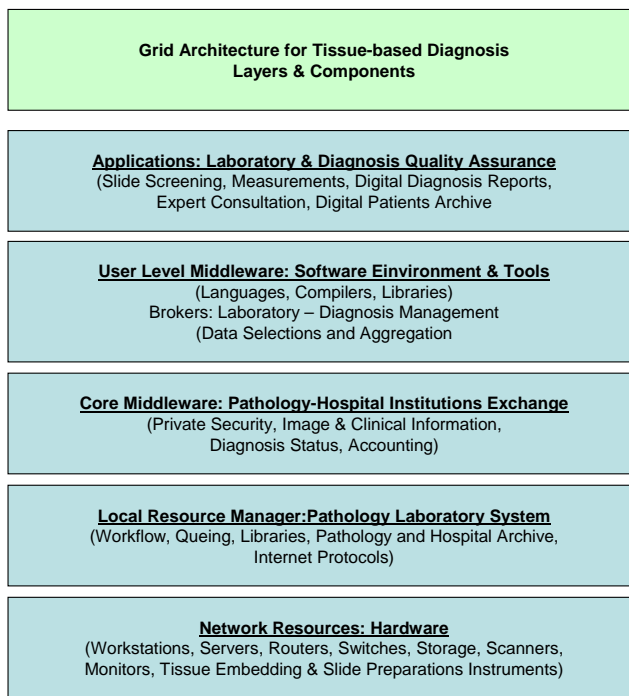 Grid Architecture for Tissue-based Diagnosis
Layers & Components
Applications: Laboratory & Diagnosis Quality Assurance
(Slide Screening, Measurements, Digital Diagnosis Reports,
Expert Consultation, Digital Patients Archive
User Level Middleware: Software Einvironment & Tools
(Languages, Compilers, Libraries)
Brokers: Laboratory – Diagnosis Management
(Data Selections and Aggregation
Core Middleware: Pathology-Hospital Institutions Exchange
(Private Security, Image & Clinical Information,
Diagnosis Status, Accounting)
Local Resource Manager:Pathology Laboratory System
(Workflow, Queing, Libraries, Pathology and Hospital Archive,
Internet Protocols)
Network Resources: Hardware
(Workstations, Servers, Routers, Switches, Storage, Scanners,
Monitors, Tissue Embedding & Slide Preparations Instruments)